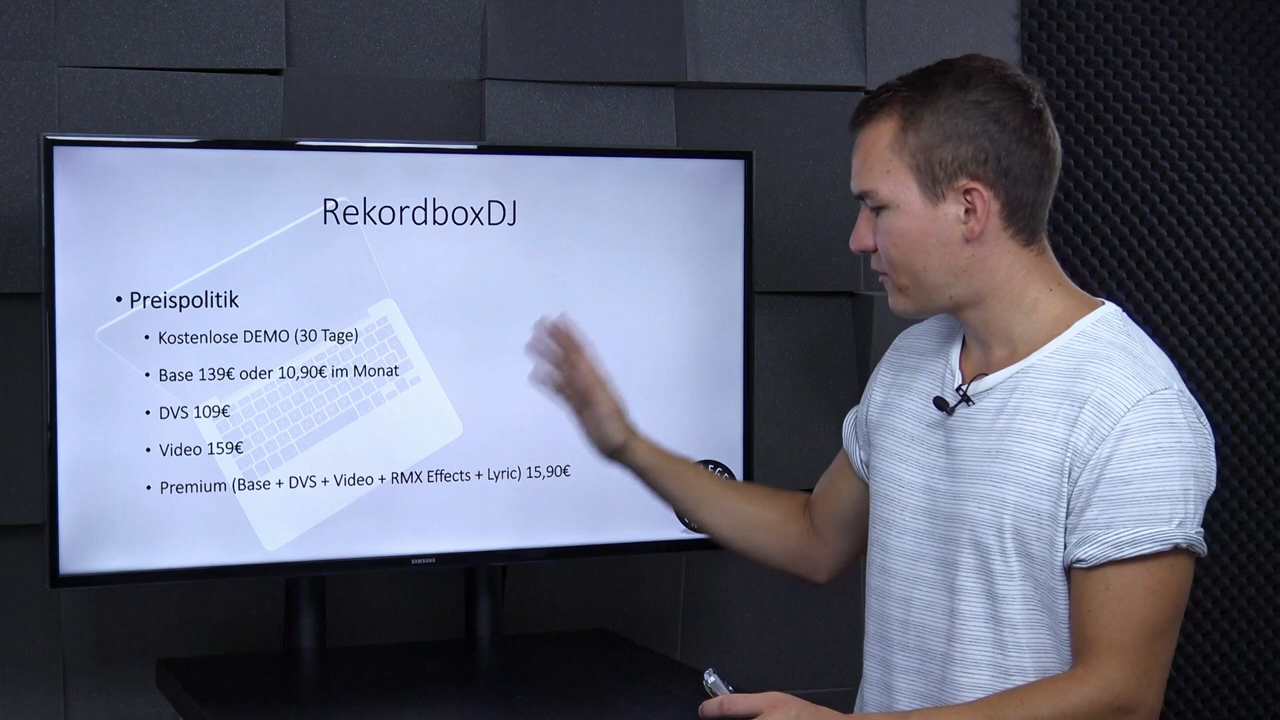 RekordboxDJ
• Preispolitik
• Kostenlose DEMO (30 Tage)
• Base 139€ oder 10,90€ im Monat
• DVS 109€
• Video 159€
• Premium (Base + DVS + Video + RMX Effects + Lyric) 15,90€
SAMSUNG